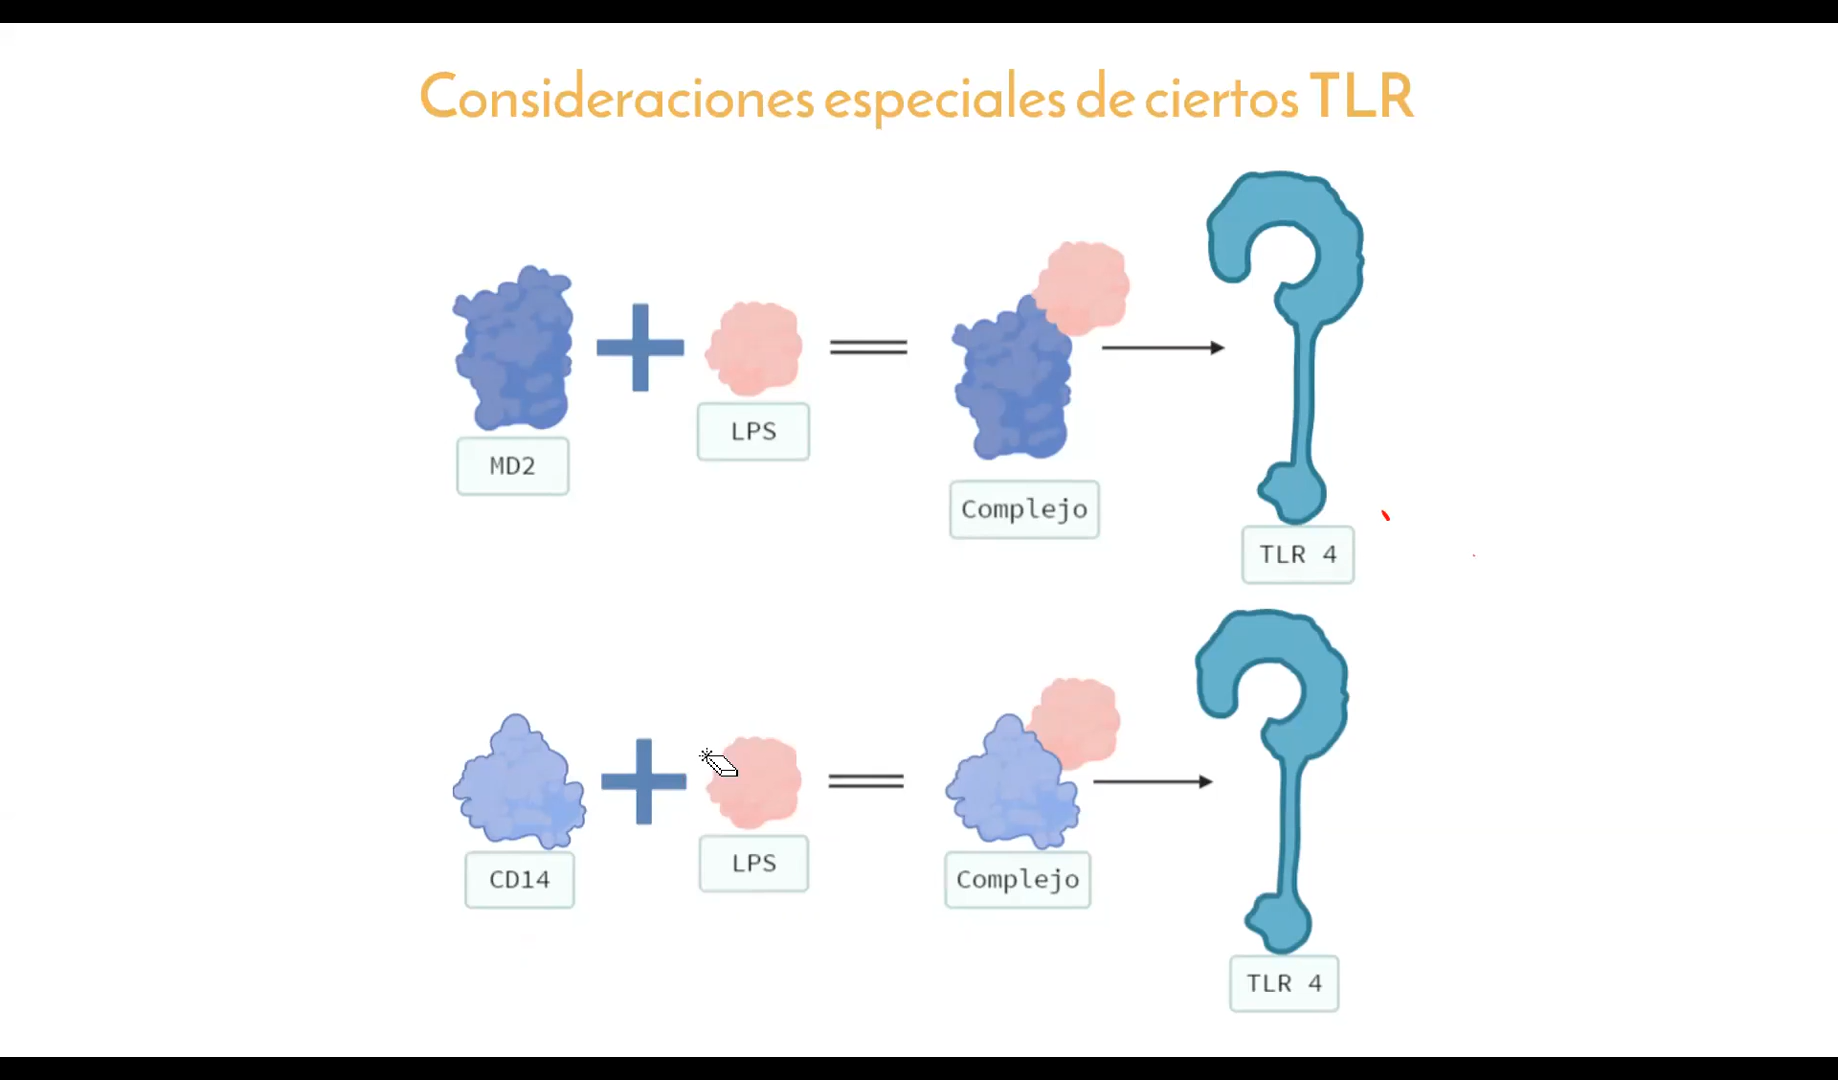 Consideraciones especiales de ciertos TLR
MD2
LPS
Complejo
TLR 4
CD14
LPS
Complejo
TLR 4